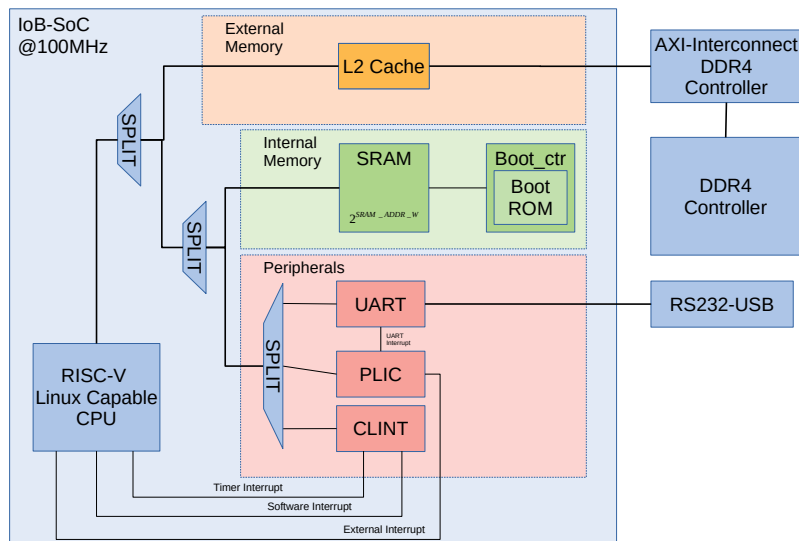 IoB-SoC
@100MHz
External
Memory
L2 Cache
AXI-Interconnect
DDR4
Controller
SPLIT
Internal
Memory
SRAM
2^SRAM_ADDR_W
Boot_ctr
Boot
ROM
DDR4
Controller
SPLIT
Peripherals
UART
RS232-USB
UART
Interrupt
SPLIT
PLIC
RISC-V
Linux Capable
CPU
CLINT
Timer Interrupt
Software Interrupt
External Interrupt